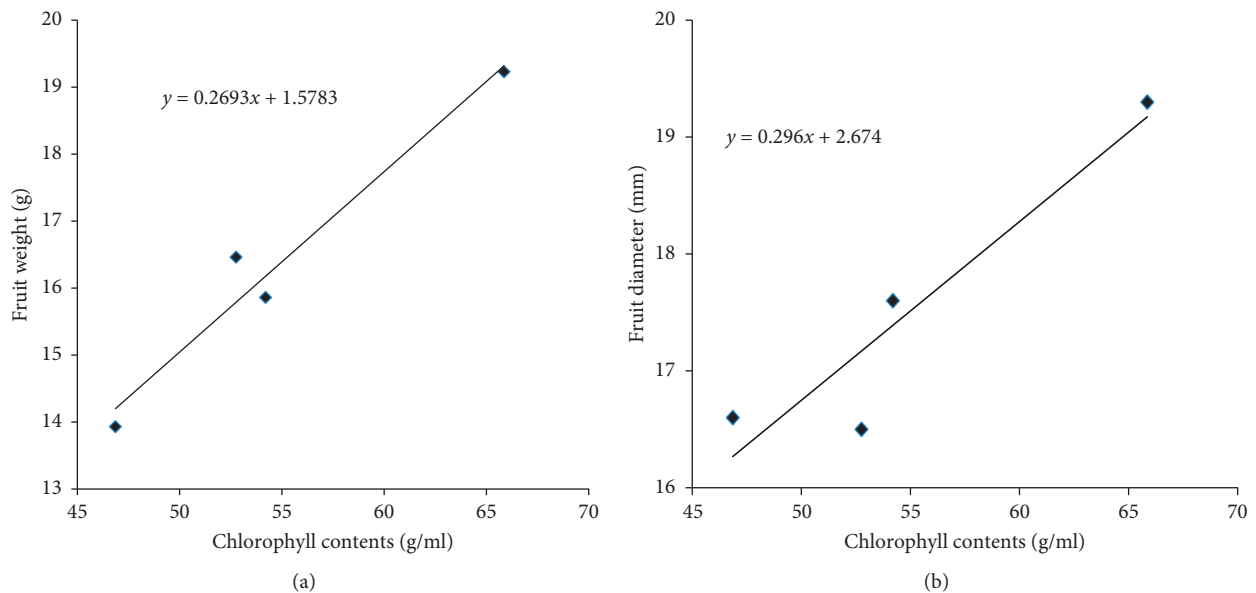 20
19
18
17
16
15
14
13
Fruit weight (g)
y = 0.2693x + 1.5783
45 50 55 60 65 70
Chlorophyll contents (g/ml)
(a)
20
19
18
17
16
Fruit diameter (mm)
y = 0.296x + 2.674
45 50 55 60 65 70
Chlorophyll contents (g/ml)
(b)